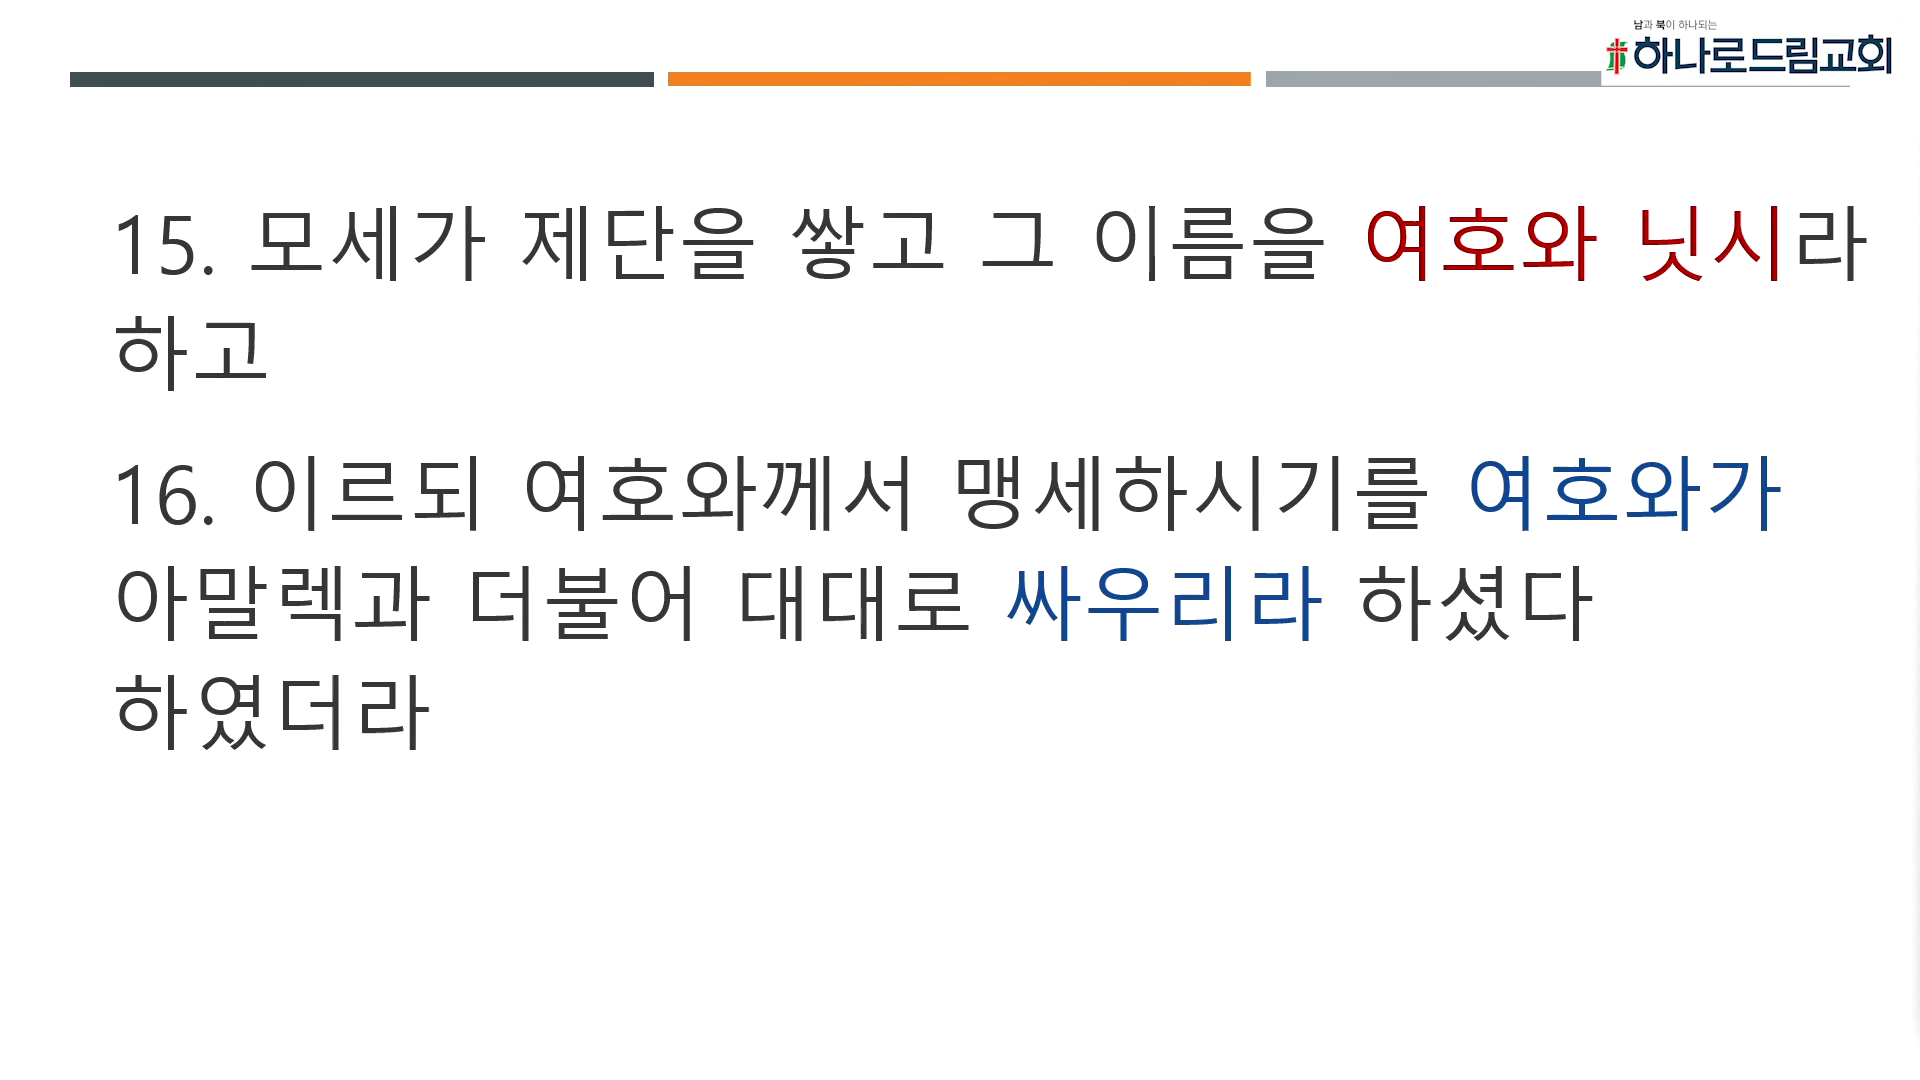 남과 북이 하나되는
하나로드림교회
15. 모세가 제단을 쌓고 그 이름을 여호와 닛시라
하고
16. 이르되 여호와께서 맹세하시기를 여호와가
아말렉과 더불어 대대로 싸우리라 하셨다
하였더라